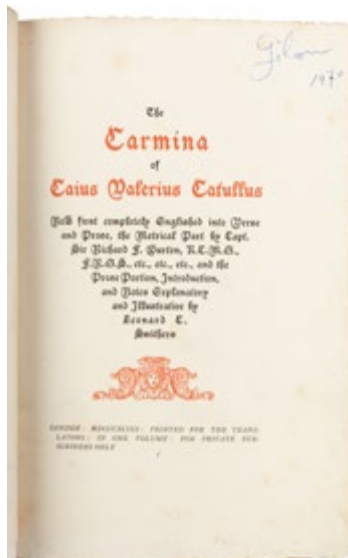 1970
The
Carmina
of
Caius Valerius Catullus
Now first completely Englished into Verse
and Prose, the Metrical Part by Capt.
Sir Richard F. Burton, K.C.M.G.,
F.R.G.S., etc., etc., etc., and the
Prose Portion, Introduction,
and Notes Explanatory
and Illustrative by
Leonard C.
Smithers
LONDON: MDCCCXCIV: PRINTED FOR THE TRANS-
LATORS: IN ONE VOLUME: FOR PRIVATE SUB-
SCRIBERS ONLY